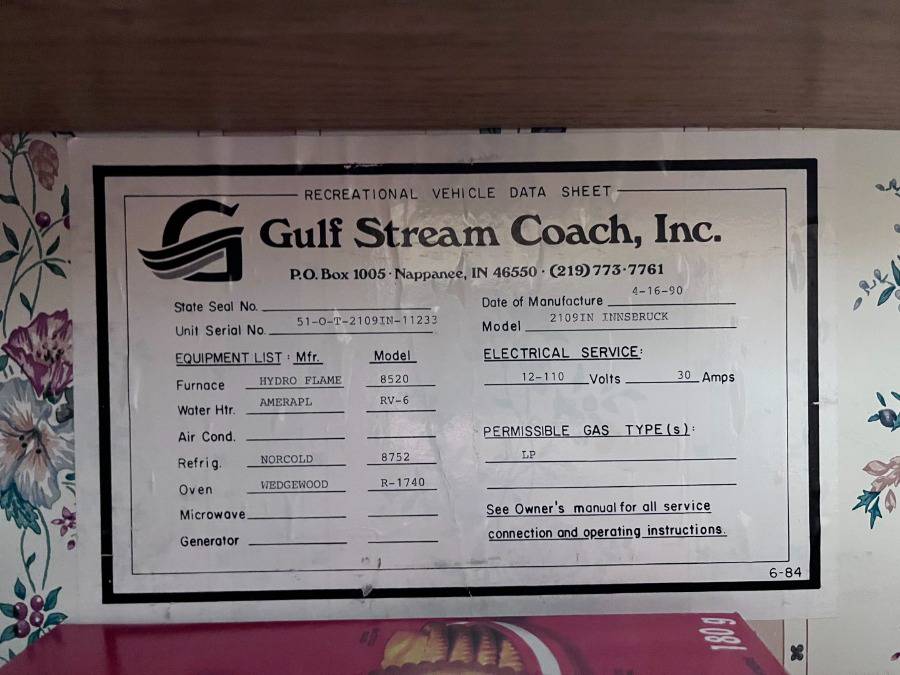 RECREATIONAL VEHICLE DATA SHEET
Gulf Stream Coach, Inc.
P.O. Box 1005 · Nappanee, IN 46550 · (219) 773-7761
State Seal No.
Unit Serial No. 51-O-T-2109IN-11233
Date of Manufacture 4-16-90
Model 2109IN INNSBRUCK
EQUIPMENT LIST : Mfr. Model
Furnace HYDRO FLAME 8520
Water Htr. AMERAPL RV-6
Air Cond.
Refrig. NORCOLD 8752
Oven WEDGEWOOD R-1740
Microwave
Generator
ELECTRICAL SERVICE:
12-110 Volts 30 Amps
PERMISSIBLE GAS TYPE(s):
LP
See Owner's manual for all service
connection and operating instructions.
6-84
180g